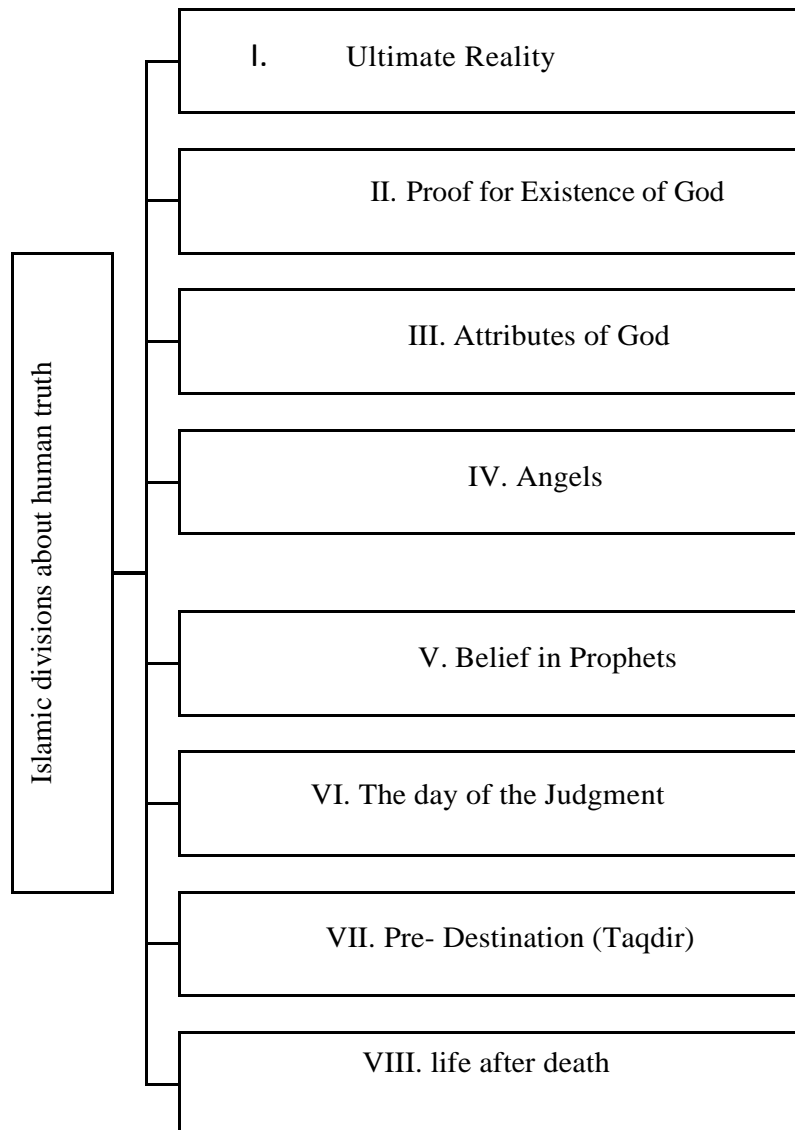 Islamic divisions about human truth
I. Ultimate Reality
II. Proof for Existence of God
III. Attributes of God
IV. Angels
V. Belief in Prophets
VI. The day of the Judgment
VII. Pre- Destination (Taqdir)
VIII. life after death